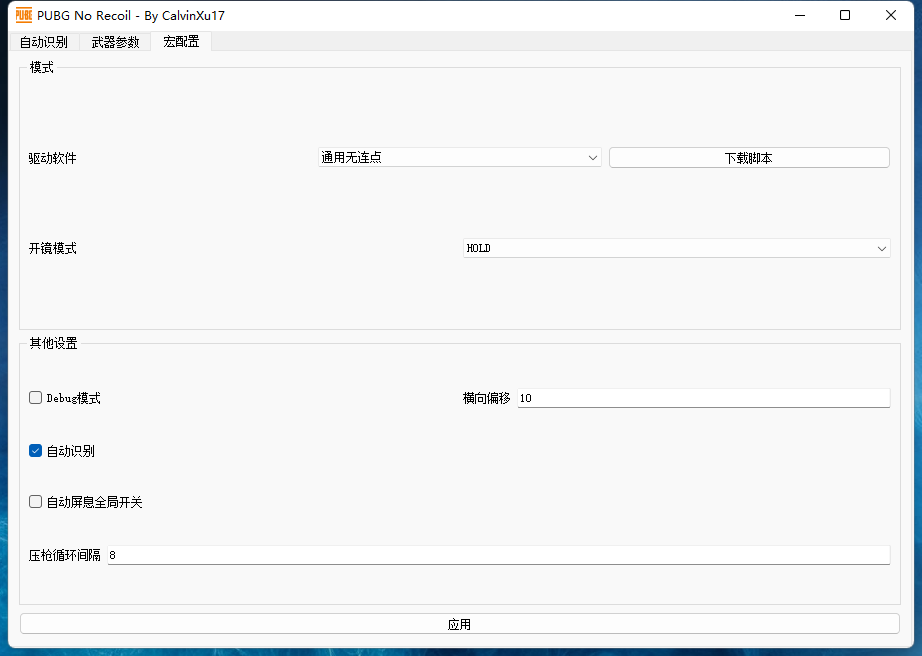 PUBG PUBG No Recoil - By CalvinXu17
自动识别 武器参数 宏配置
模式
驱动软件 通用无连点 下载脚本
开镜模式 HOLD
其他设置
Debug模式 横向偏移 10
自动识别
自动屏息全局开关
压枪循环间隔 8
应用